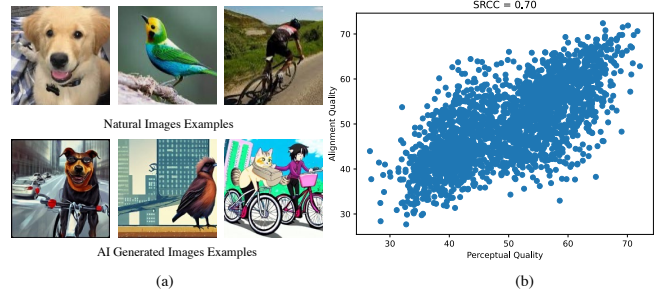 Natural Images Examples
AI Generated Images Examples
(a)
SRCC = 0.70
Alignment Quality
70
60
50
40
30
30
40
50
60
70
Perceptual Quality
(b)